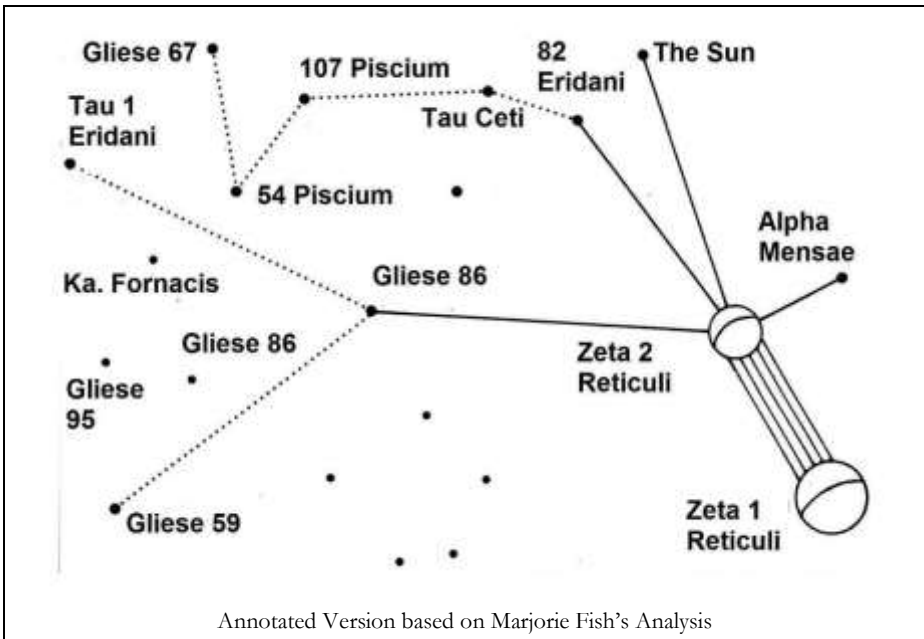 Gliese 67
107 Piscium
82
Eridani
The Sun
Tau 1
Eridani
Tau Ceti
54 Piscium
Alpha
Mensae
Ka. Fornacis
Gliese 86
Gliese 86
Zeta 2
Reticuli
Gliese
95
Gliese 59
Zeta 1
Reticuli
Annotated Version based on Marjorie Fish's Analysis